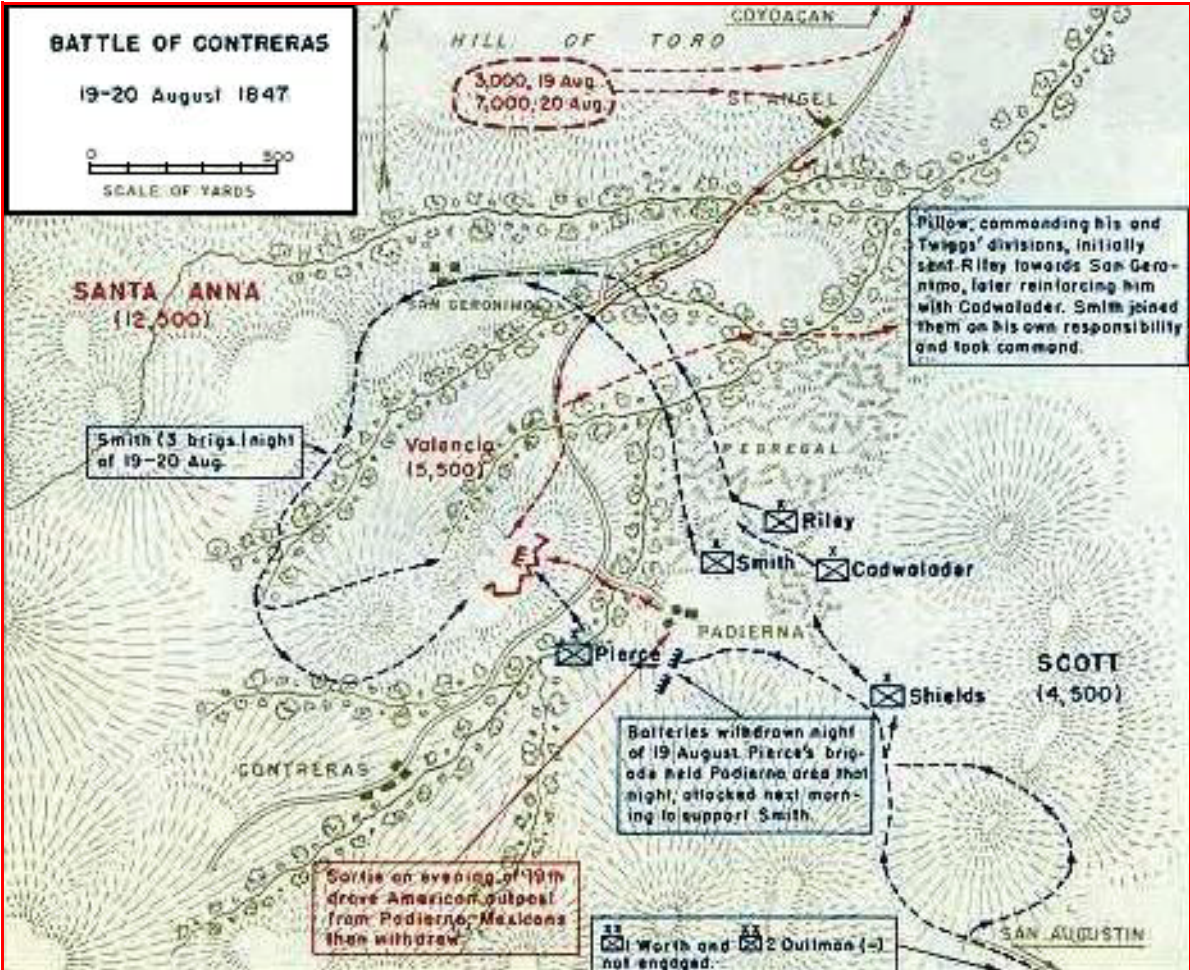 BATTLE OF CONTRERAS
19-20 August 1847
0 500
SCALE OF YARDS
N
COYOACAN
HILL OF TORO
3,000, 19 Aug.
7,000, 20 Aug.
ST. ANGEL
Pillow, commanding his and
Twiggs' divisions, initially
sent Riley towards San Gero-
nimo, later reinforcing him
with Cadwalader. Smith joined
them on his own responsibility
and took command.
SANTA ANNA
(12,500)
SAN GERONIMO
Smith (3 brigs.) night
of 19-20 Aug.
Valencia
(5,500)
PEDREGAL
x
Riley
x
Smith
x
Cadwalader
PADIERNA
x
Pierce
SCOTT
(4,500)
x
Shields
Batteries withdrawn night
of 19 August. Pierce's brig-
ade held Padierna area that
night, attacked next morn-
ing to support Smith.
CONTRERAS
Sortie on evening of 19th
drove American outpost
from Padierna; Mexicans
then withdrew.
SAN AUGUSTIN
xx 1 Worth and xx 2 Quitman (-)
not engaged.